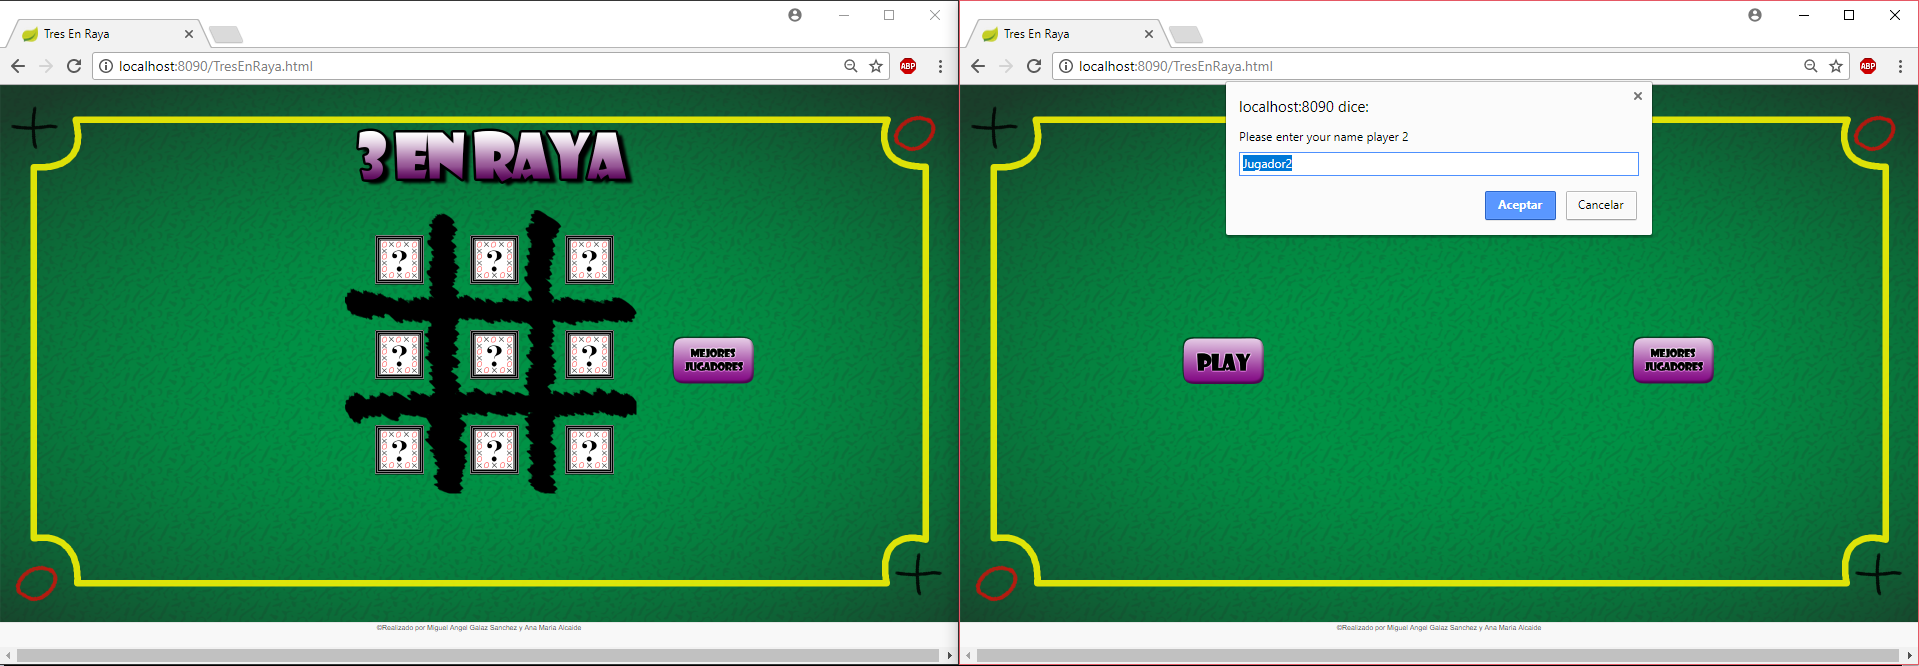 Tres En Raya
localhost:8090/TresEnRaya.html
ABP
3 EN RAYA
? ? ?
? ? ?
MEJORES
JUGADORES
? ? ?
©Realizado por Miguel Angel Galaz Sanchez y Ana Maria Alcalde
Tres En Raya
localhost:8090/TresEnRaya.html
ABP
localhost:8090 dice:
Please enter your name player 2
Jugador2
Aceptar Cancelar
PLAY
MEJORES
JUGADORES
©Realizado por Miguel Angel Galaz Sanchez y Ana Maria Alcalde